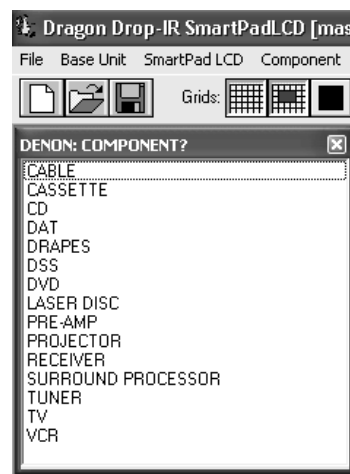 Dragon Drop-IR SmartPadLCD [mas
File Base Unit SmartPad LCD Component
Grids:
DENON: COMPONENT?
CABLE
CASSETTE
CD
DAT
DRAPES
DSS
DVD
LASER DISC
PRE-AMP
PROJECTOR
RECEIVER
SURROUND PROCESSOR
TUNER
TV
VCR